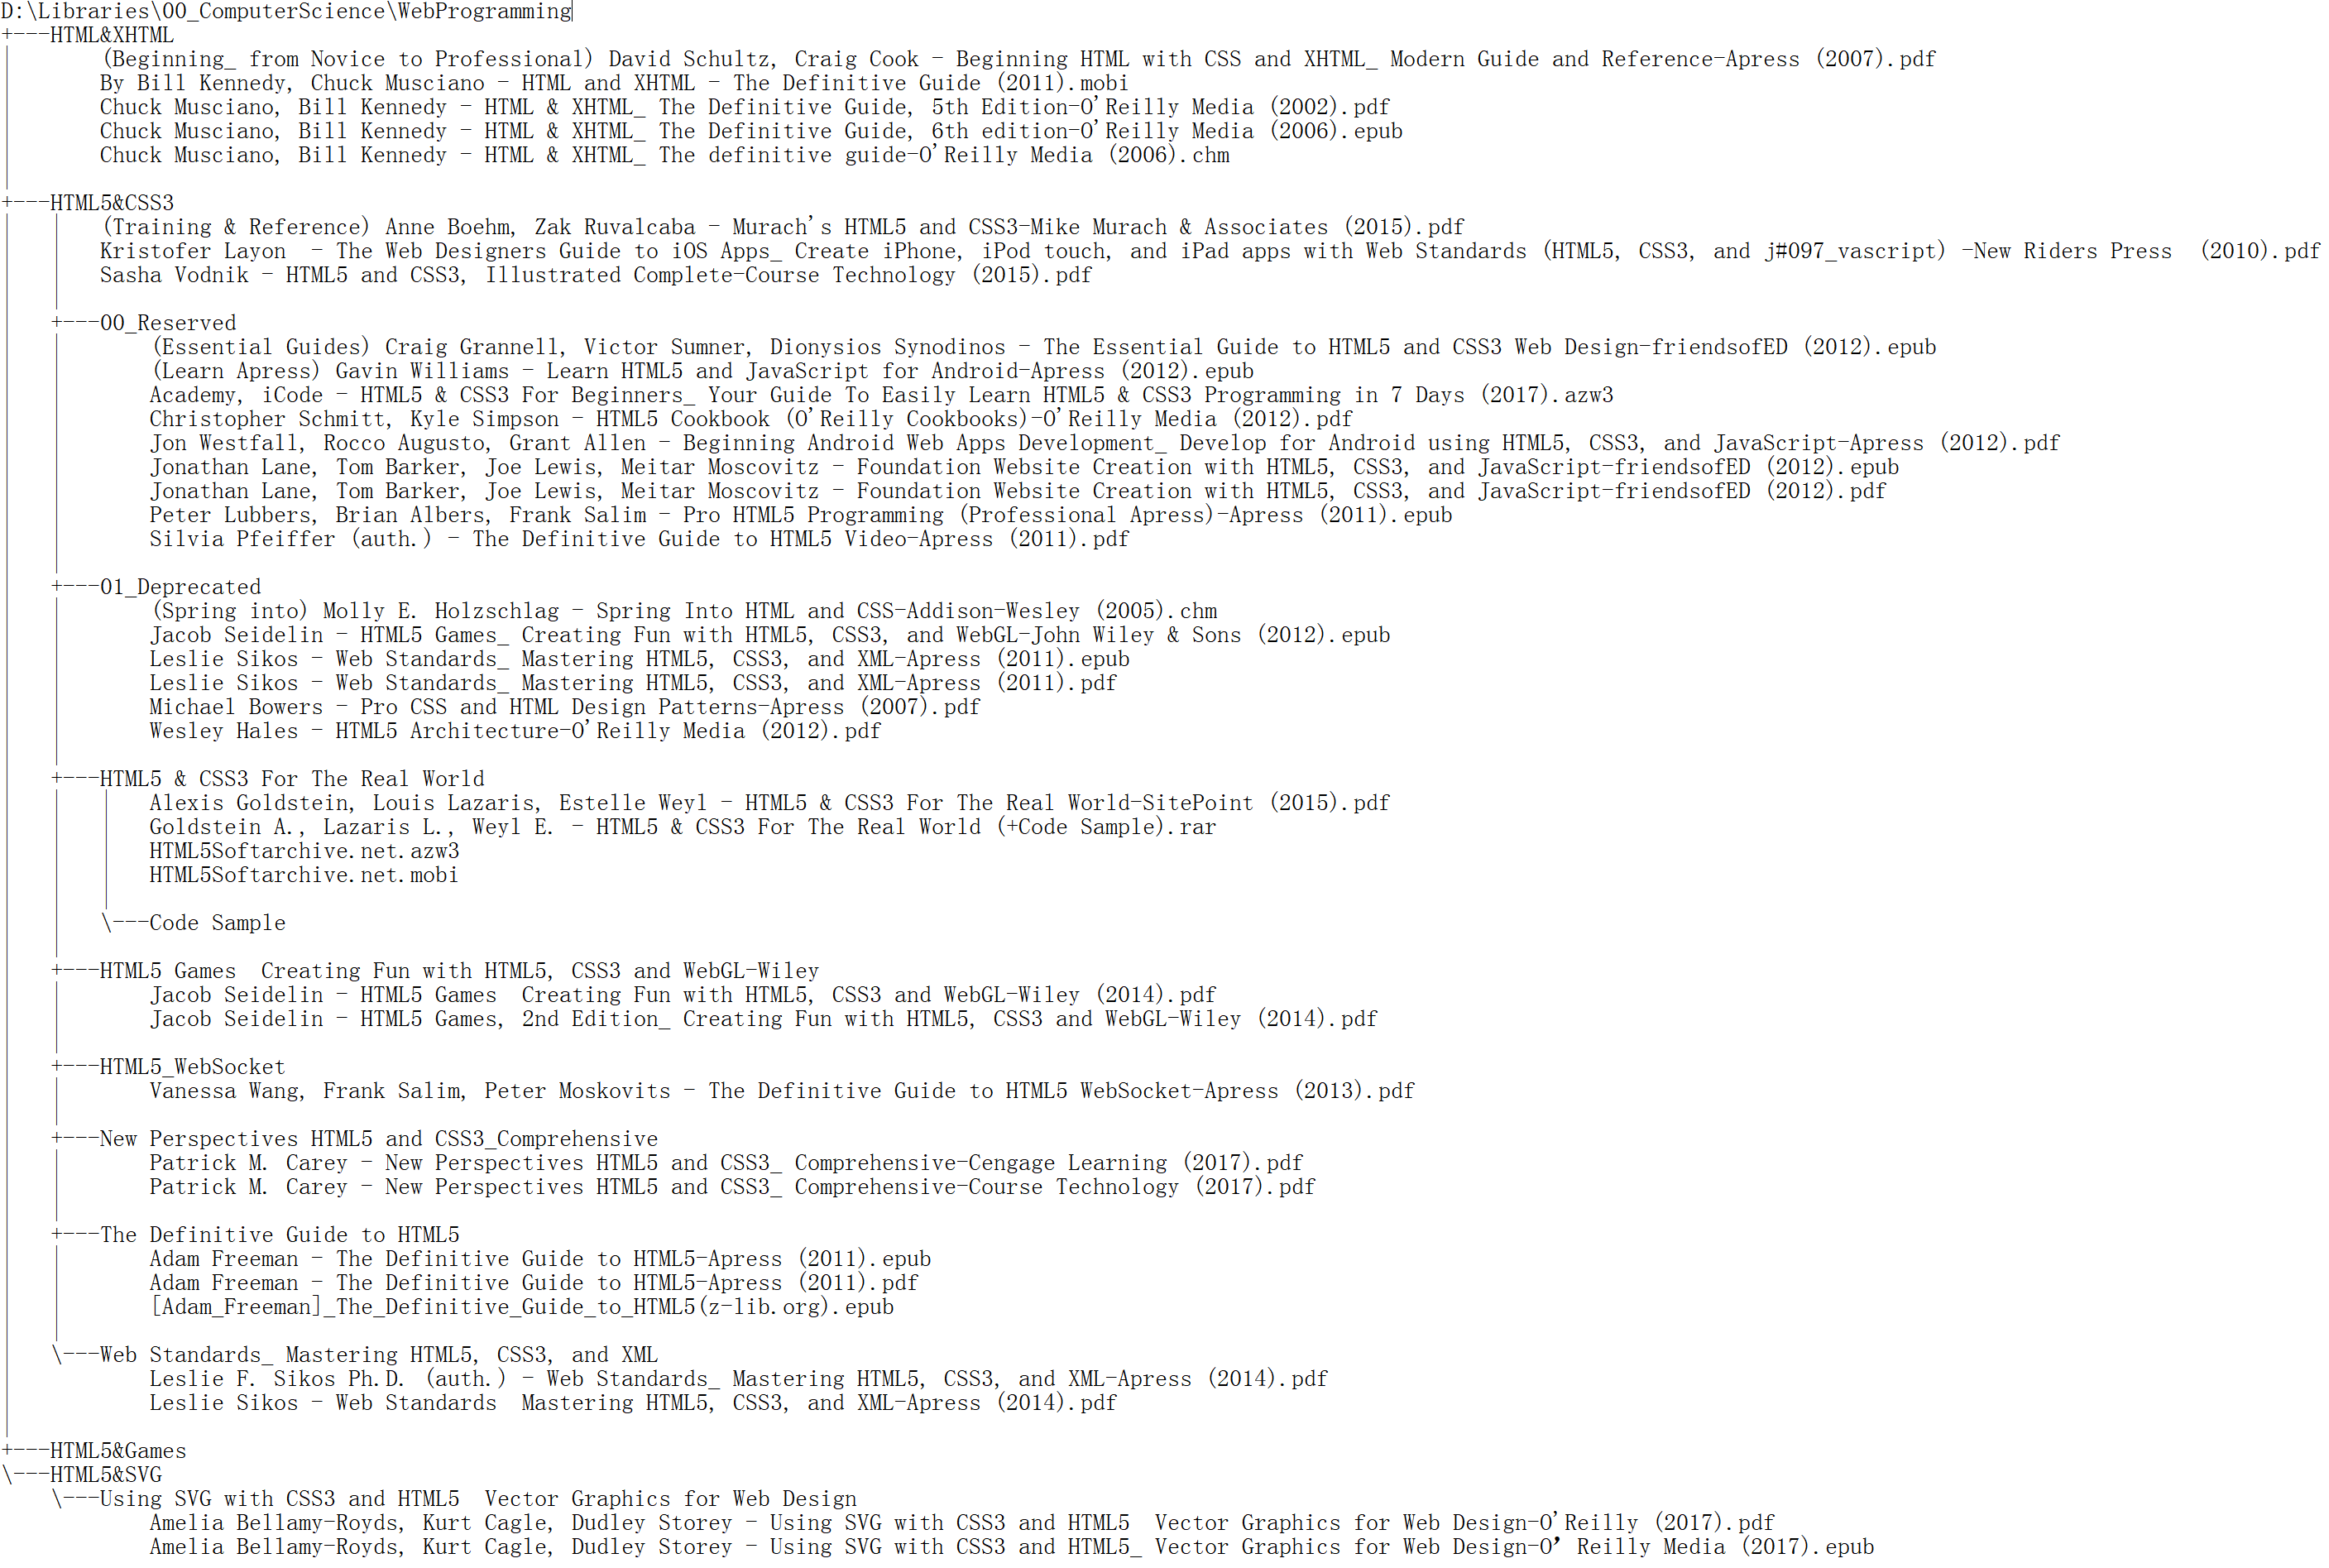 D:\Libraries\00_ComputerScience\WebProgramming
+---HTML&XHTML
(Beginning_ from Novice to Professional) David Schultz, Craig Cook - Beginning HTML with CSS and XHTML_ Modern Guide and Reference-Apress (2007).pdf
By Bill Kennedy, Chuck Musciano - HTML and XHTML - The Definitive Guide (2011).mobi
Chuck Musciano, Bill Kennedy - HTML & XHTML_ The Definitive Guide, 5th Edition-O'Reilly Media (2002).pdf
Chuck Musciano, Bill Kennedy - HTML & XHTML_ The Definitive Guide, 6th edition-O'Reilly Media (2006).epub
Chuck Musciano, Bill Kennedy - HTML & XHTML_ The definitive guide-O'Reilly Media (2006).chm
+---HTML5&CSS3
(Training & Reference) Anne Boehm, Zak Ruvalcaba - Murach's HTML5 and CSS3-Mike Murach & Associates (2015).pdf
Kristofer Layon  - The Web Designers Guide to iOS Apps_ Create iPhone, iPod touch, and iPad apps with Web Standards (HTML5, CSS3, and j#097_vascript) -New Riders Press  (2010).pdf
Sasha Vodnik - HTML5 and CSS3, Illustrated Complete-Course Technology (2015).pdf
+---00_Reserved
(Essential Guides) Craig Grannell, Victor Sumner, Dionysios Synodinos - The Essential Guide to HTML5 and CSS3 Web Design-friendsofED (2012).epub
(Learn Apress) Gavin Williams - Learn HTML5 and JavaScript for Android-Apress (2012).epub
Academy, iCode - HTML5 & CSS3 For Beginners_ Your Guide To Easily Learn HTML5 & CSS3 Programming in 7 Days (2017).azw3
Christopher Schmitt, Kyle Simpson - HTML5 Cookbook (O'Reilly Cookbooks)-O'Reilly Media (2012).pdf
Jon Westfall, Rocco Augusto, Grant Allen - Beginning Android Web Apps Development_ Develop for Android using HTML5, CSS3, and JavaScript-Apress (2012).pdf
Jonathan Lane, Tom Barker, Joe Lewis, Meitar Moscovitz - Foundation Website Creation with HTML5, CSS3, and JavaScript-friendsofED (2012).epub
Jonathan Lane, Tom Barker, Joe Lewis, Meitar Moscovitz - Foundation Website Creation with HTML5, CSS3, and JavaScript-friendsofED (2012).pdf
Peter Lubbers, Brian Albers, Frank Salim - Pro HTML5 Programming (Professional Apress)-Apress (2011).epub
Silvia Pfeiffer (auth.) - The Definitive Guide to HTML5 Video-Apress (2011).pdf
+---01_Deprecated
(Spring into) Molly E. Holzschlag - Spring Into HTML and CSS-Addison-Wesley (2005).chm
Jacob Seidelin - HTML5 Games_ Creating Fun with HTML5, CSS3, and WebGL-John Wiley & Sons (2012).epub
Leslie Sikos - Web Standards_ Mastering HTML5, CSS3, and XML-Apress (2011).epub
Leslie Sikos - Web Standards_ Mastering HTML5, CSS3, and XML-Apress (2011).pdf
Michael Bowers - Pro CSS and HTML Design Patterns-Apress (2007).pdf
Wesley Hales - HTML5 Architecture-O'Reilly Media (2012).pdf
+---HTML5 & CSS3 For The Real World
Alexis Goldstein, Louis Lazaris, Estelle Weyl - HTML5 & CSS3 For The Real World-SitePoint (2015).pdf
Goldstein A., Lazaris L., Weyl E. - HTML5 & CSS3 For The Real World (+Code Sample).rar
HTML5Softarchive.net.azw3
HTML5Softarchive.net.mobi
\---Code Sample
+---HTML5 Games  Creating Fun with HTML5, CSS3 and WebGL-Wiley
Jacob Seidelin - HTML5 Games  Creating Fun with HTML5, CSS3 and WebGL-Wiley (2014).pdf
Jacob Seidelin - HTML5 Games, 2nd Edition_ Creating Fun with HTML5, CSS3 and WebGL-Wiley (2014).pdf
+---HTML5_WebSocket
Vanessa Wang, Frank Salim, Peter Moskovits - The Definitive Guide to HTML5 WebSocket-Apress (2013).pdf
+---New Perspectives HTML5 and CSS3_Comprehensive
Patrick M. Carey - New Perspectives HTML5 and CSS3_ Comprehensive-Cengage Learning (2017).pdf
Patrick M. Carey - New Perspectives HTML5 and CSS3_ Comprehensive-Course Technology (2017).pdf
+---The Definitive Guide to HTML5
Adam Freeman - The Definitive Guide to HTML5-Apress (2011).epub
Adam Freeman - The Definitive Guide to HTML5-Apress (2011).pdf
[Adam_Freeman]_The_Definitive_Guide_to_HTML5(z-lib.org).epub
\---Web Standards_ Mastering HTML5, CSS3, and XML
Leslie F. Sikos Ph.D. (auth.) - Web Standards_ Mastering HTML5, CSS3, and XML-Apress (2014).pdf
Leslie Sikos - Web Standards  Mastering HTML5, CSS3, and XML-Apress (2014).pdf
+---HTML5&Games
\---HTML5&SVG
\---Using SVG with CSS3 and HTML5  Vector Graphics for Web Design
Amelia Bellamy-Royds, Kurt Cagle, Dudley Storey - Using SVG with CSS3 and HTML5  Vector Graphics for Web Design-O'Reilly (2017).pdf
Amelia Bellamy-Royds, Kurt Cagle, Dudley Storey - Using SVG with CSS3 and HTML5_ Vector Graphics for Web Design-O’Reilly Media (2017).epub